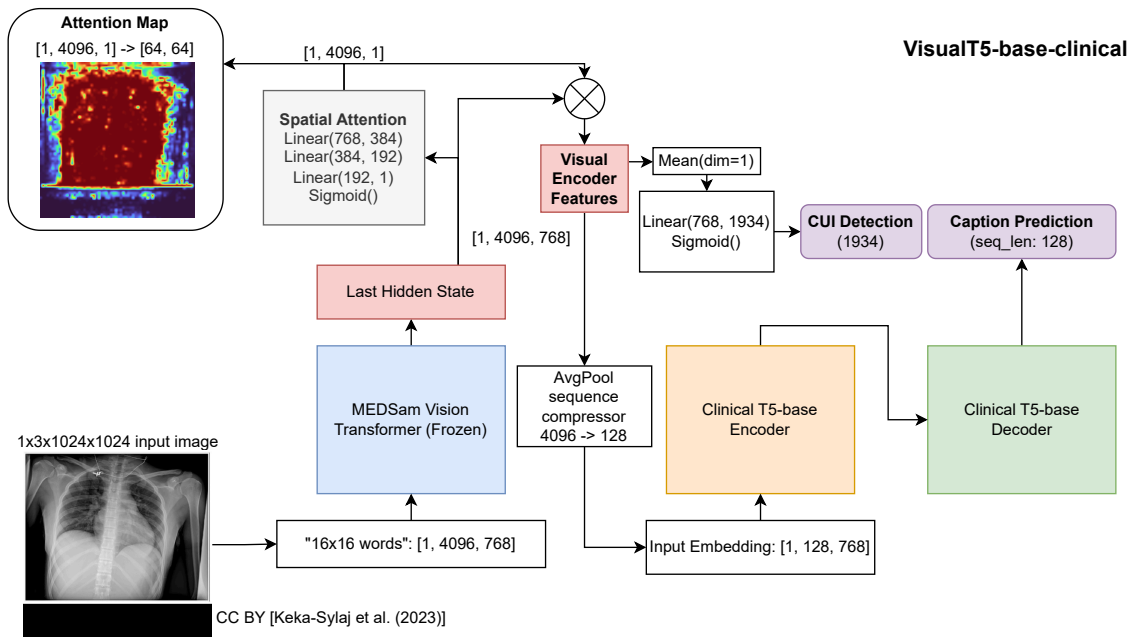 Attention Map
[1, 4096, 1] -> [64, 64]
[1, 4096, 1]
VisualT5-base-clinical
Spatial Attention
Linear(768, 384)
Linear(384, 192)
Linear(192, 1)
Sigmoid()
Visual
Encoder
Features
Mean(dim=1)
Linear(768, 1934)
Sigmoid()
CUI Detection
(1934)
Caption Prediction
(seq_len: 128)
[1, 4096, 768]
Last Hidden State
MEDSam Vision
Transformer (Frozen)
AvgPool
sequence
compressor
4096 -> 128
Clinical T5-base
Encoder
Clinical T5-base
Decoder
1x3x1024x1024 input image
"16x16 words": [1, 4096, 768]
Input Embedding: [1, 128, 768]
CC BY [Keka-Sylaj et al. (2023)]